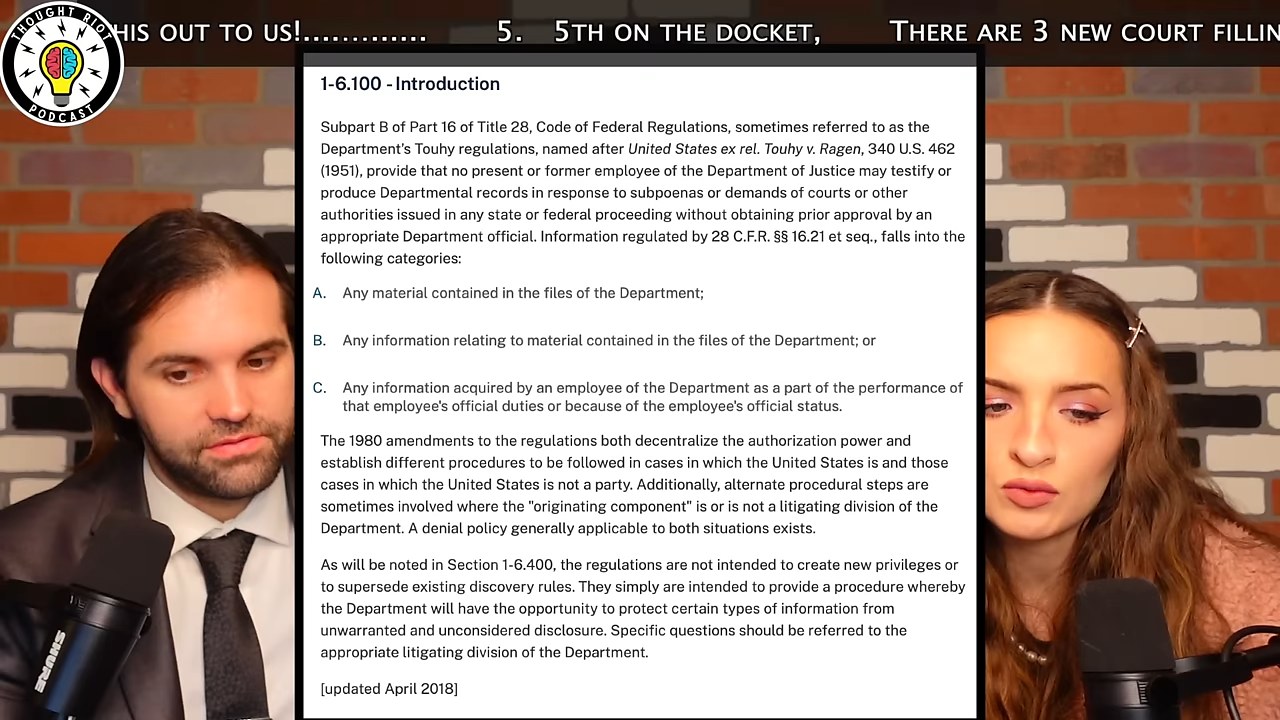 THOUGHT RIOT
PODCAST
HIS OUT TO US!............ 5. 5TH ON THE DOCKET, THERE ARE 3 NEW COURT FILLIN
1-6.100 - Introduction
Subpart B of Part 16 of Title 28, Code of Federal Regulations, sometimes referred to as the
Department's Touhy regulations, named after United States ex rel. Touhy v. Ragen, 340 U.S. 462
(1951), provide that no present or former employee of the Department of Justice may testify or
produce Departmental records in response to subpoenas or demands of courts or other
authorities issued in any state or federal proceeding without obtaining prior approval by an
appropriate Department official. Information regulated by 28 C.F.R. §§ 16.21 et seq., falls into the
following categories:
A. Any material contained in the files of the Department;
B. Any information relating to material contained in the files of the Department; or
C. Any information acquired by an employee of the Department as a part of the performance of
that employee's official duties or because of the employee's official status.
The 1980 amendments to the regulations both decentralize the authorization power and
establish different procedures to be followed in cases in which the United States is and those
cases in which the United States is not a party. Additionally, alternate procedural steps are
sometimes involved where the "originating component" is or is not a litigating division of the
Department. A denial policy generally applicable to both situations exists.
As will be noted in Section 1-6.400, the regulations are not intended to create new privileges or
to supersede existing discovery rules. They simply are intended to provide a procedure whereby
the Department will have the opportunity to protect certain types of information from
unwarranted and unconsidered disclosure. Specific questions should be referred to the
appropriate litigating division of the Department.
[updated April 2018]
SHURE